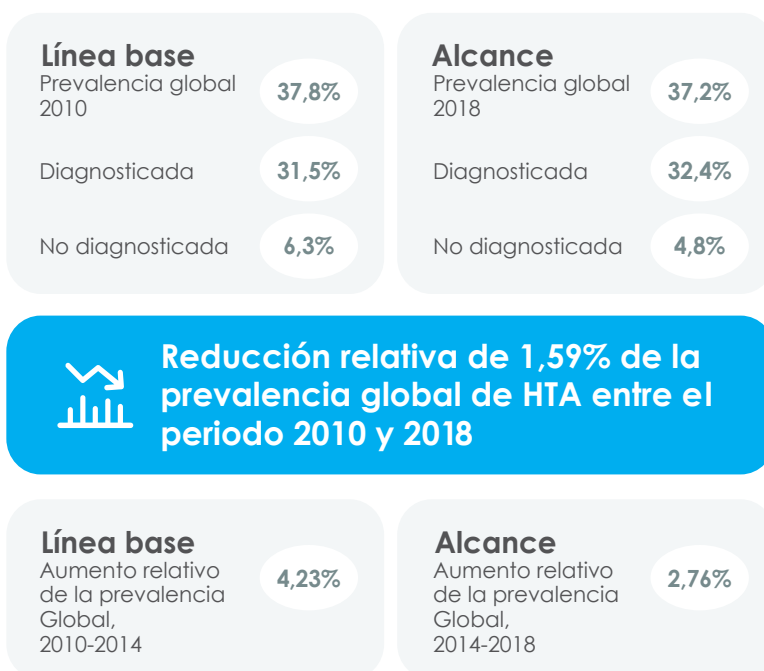 Línea base
Prevalencia global
2010
37,8%
Diagnosticada
31,5%
No diagnosticada
6,3%
Alcance
Prevalencia global
2018
37,2%
Diagnosticada
32,4%
No diagnosticada
4,8%
Reducción relativa de 1,59% de la
prevalencia global de HTA entre el
periodo 2010 y 2018
Línea base
Aumento relativo
de la prevalencia
Global,
2010-2014
4,23%
Alcance
Aumento relativo
de la prevalencia
Global,
2014-2018
2,76%